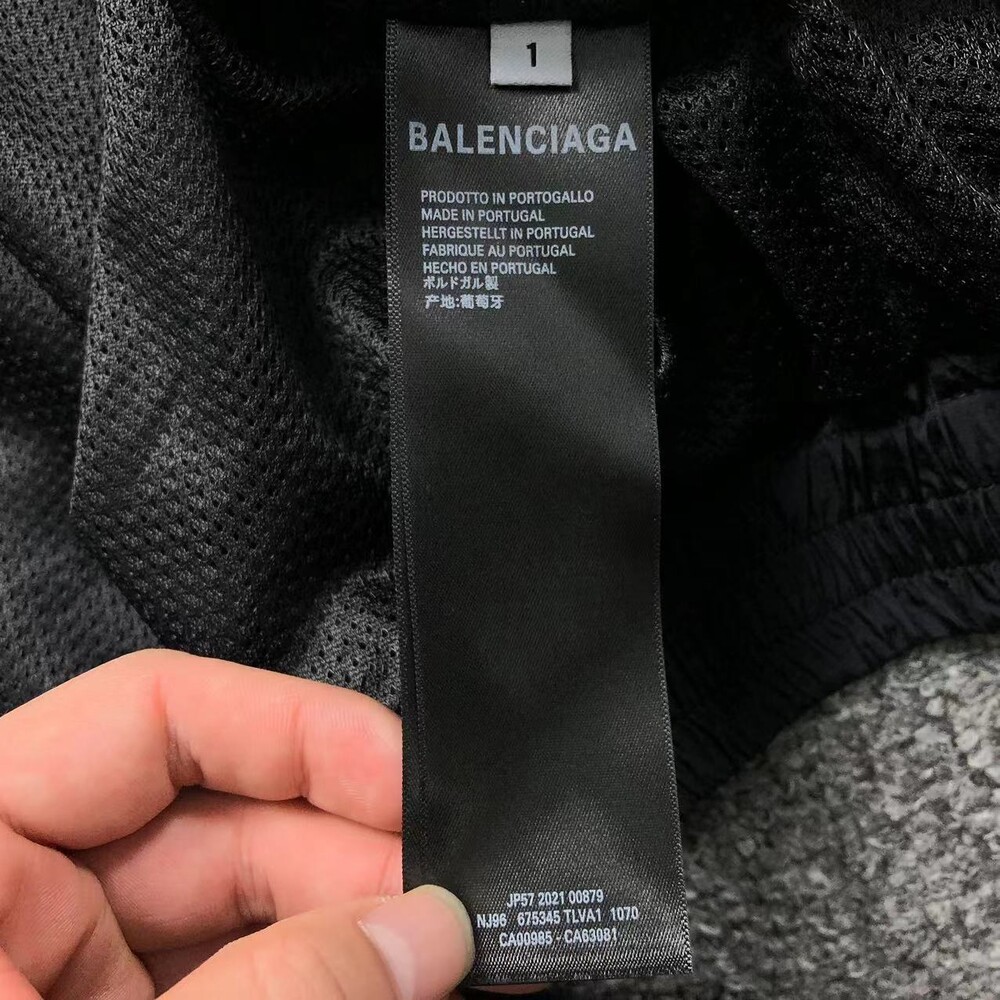 1
BALENCIAGA
PRODOTTO IN PORTOGALLO
MADE IN PORTUGAL
HERGESTELLT IN PORTUGAL
FABRIQUE AU PORTUGAL
HECHO EN PORTUGAL
ポルドガル製
产地:葡萄牙
JP57 2021 00879
NJ96 675345 TLVA1 1070
CA00985 - CA63081